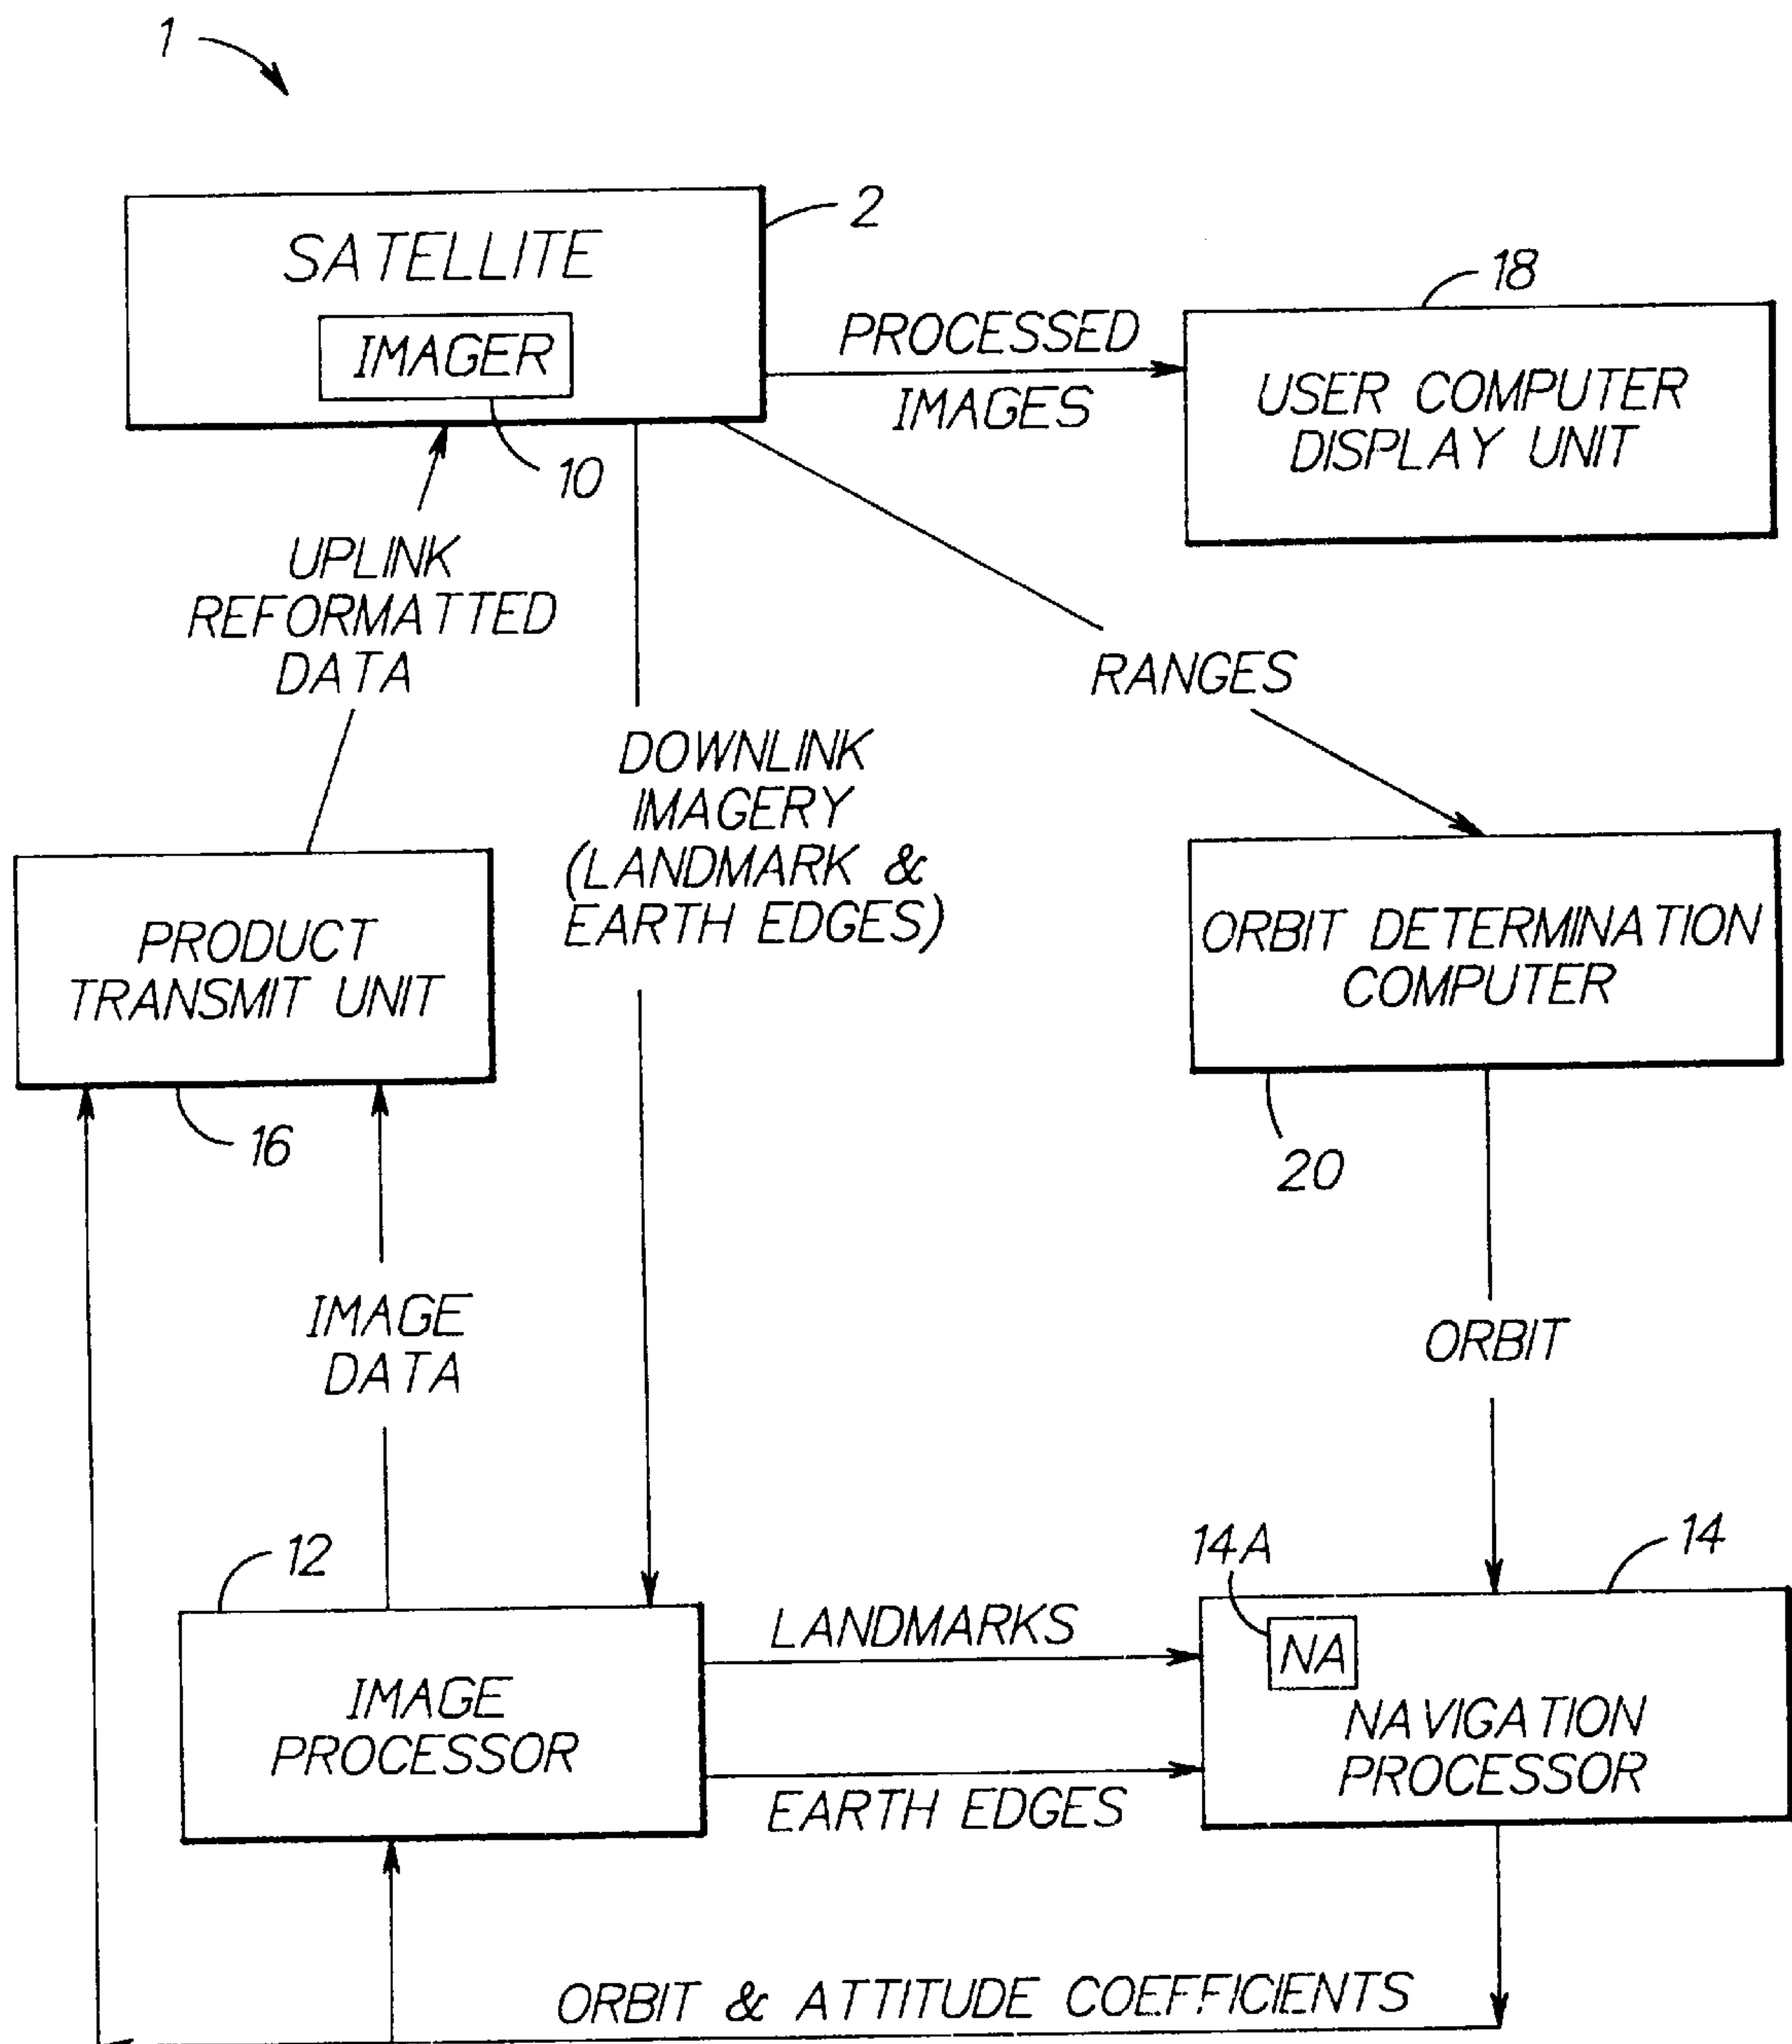 1
2
SATELLITE
IMAGER
10
PROCESSED
IMAGES
18
USER COMPUTER
DISPLAY UNIT
UPLINK
REFORMATTED
DATA
RANGES
DOWNLINK
IMAGERY
(LANDMARK &
EARTH EDGES)
PRODUCT
TRANSMIT UNIT
16
ORBIT DETERMINATION
COMPUTER
20
IMAGE
DATA
ORBIT
12
IMAGE
PROCESSOR
LANDMARKS
EARTH EDGES
14A
14
NA
NAVIGATION
PROCESSOR
ORBIT & ATTITUDE COEFFICIENTS